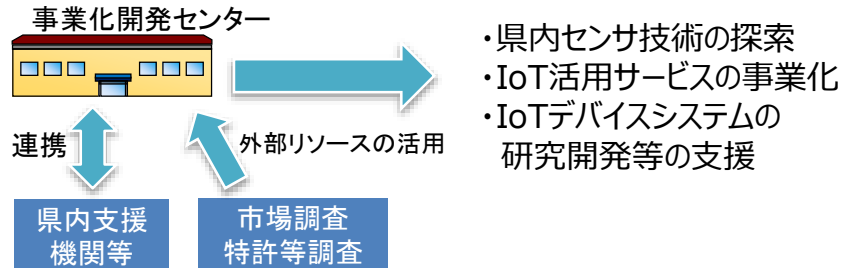 事業化開発センター
・県内センサ技術の探索
・IoT活用サービスの事業化
・IoTデバイスシステムの
研究開発等の支援
連携
外部リソースの活用
県内支援
機関等
市場調査
特許等調査